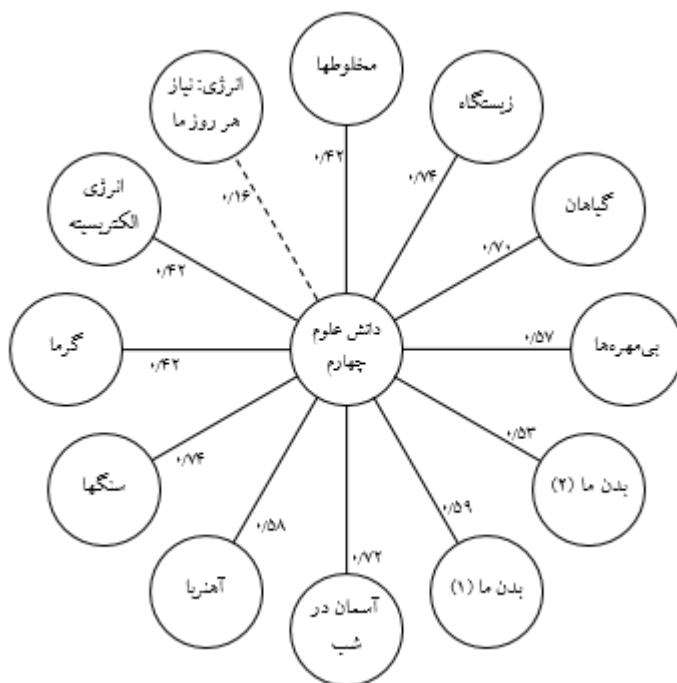 مخلوطها
۰/۴۲
زیستگاه
۰/۷۴
گیاهان
۰/۷۰
بی‌مهره‌ها
۰/۵۷
بدن ما (۲)
۰/۵۳
بدن ما (۱)
۰/۵۹
آسمان در
شب
۰/۷۲
آهنربا
۰/۵۸
سنگها
۰/۷۴
گرما
۰/۴۲
انرژی
الکتریسیته
۰/۴۲
انرژی: نیاز
هر روز ما
۰/۱۶
دانش علوم
چهارم